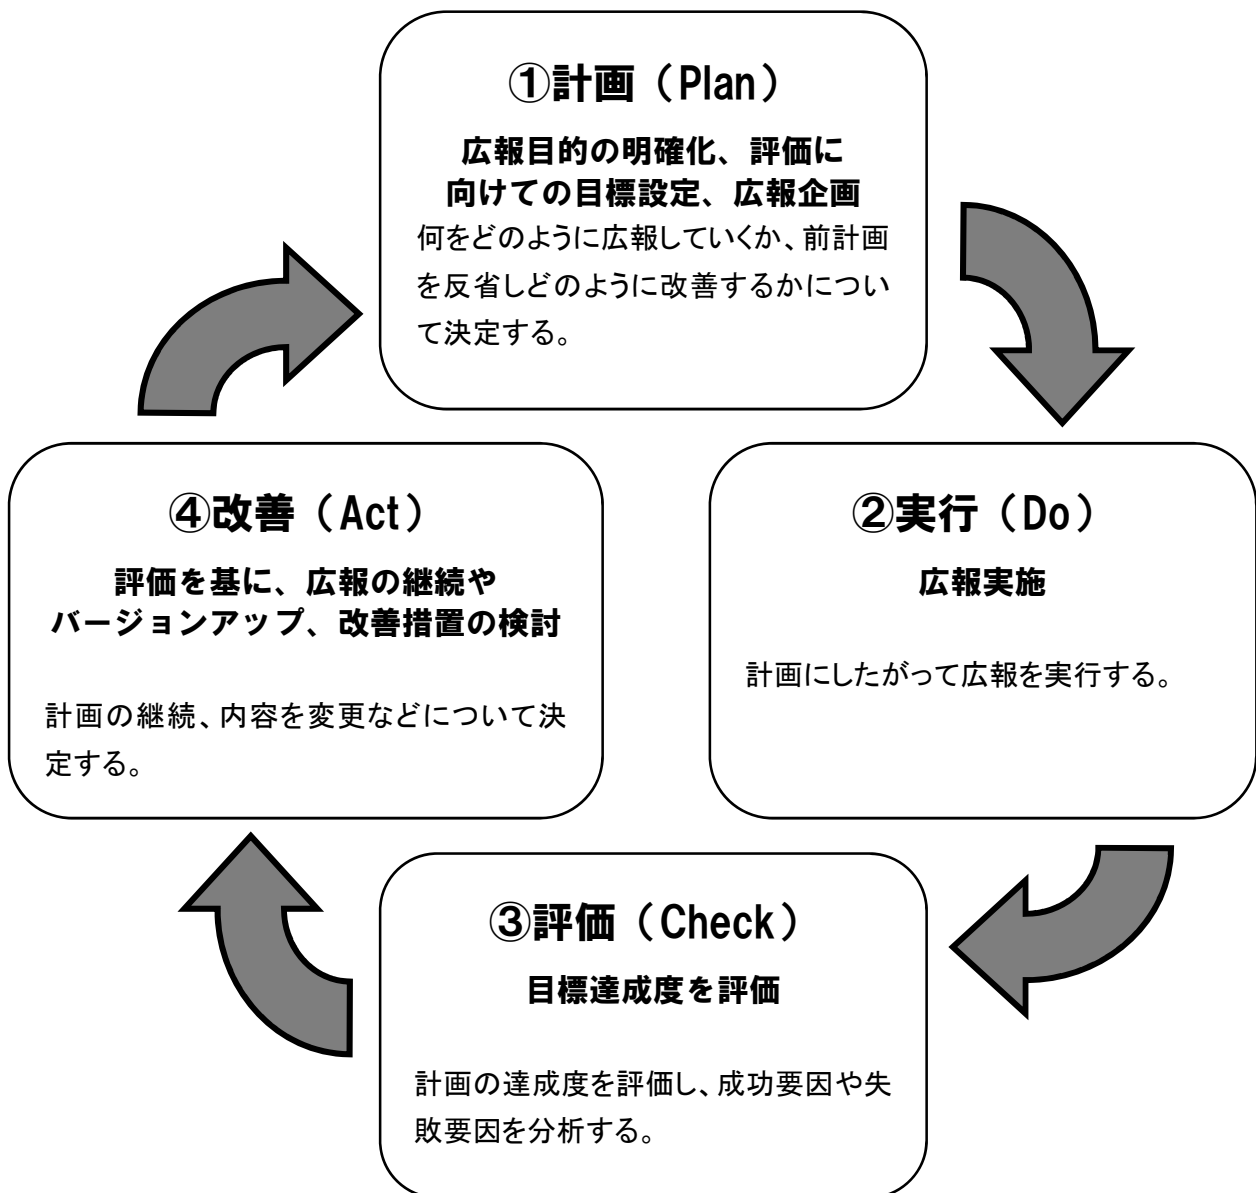 ①計画（Plan）
広報目的の明確化、評価に
向けての目標設定、広報企画
何をどのように広報していくか、前計画
を反省しどのように改善するかについ
て決定する。
②実行（Do）
広報実施
計画にしたがって広報を実行する。
③評価（Check）
目標達成度を評価
計画の達成度を評価し、成功要因や失
敗要因を分析する。
④改善（Act）
評価を基に、広報の継続や
バージョンアップ、改善措置の検討
計画の継続、内容を変更などについて決
定する。